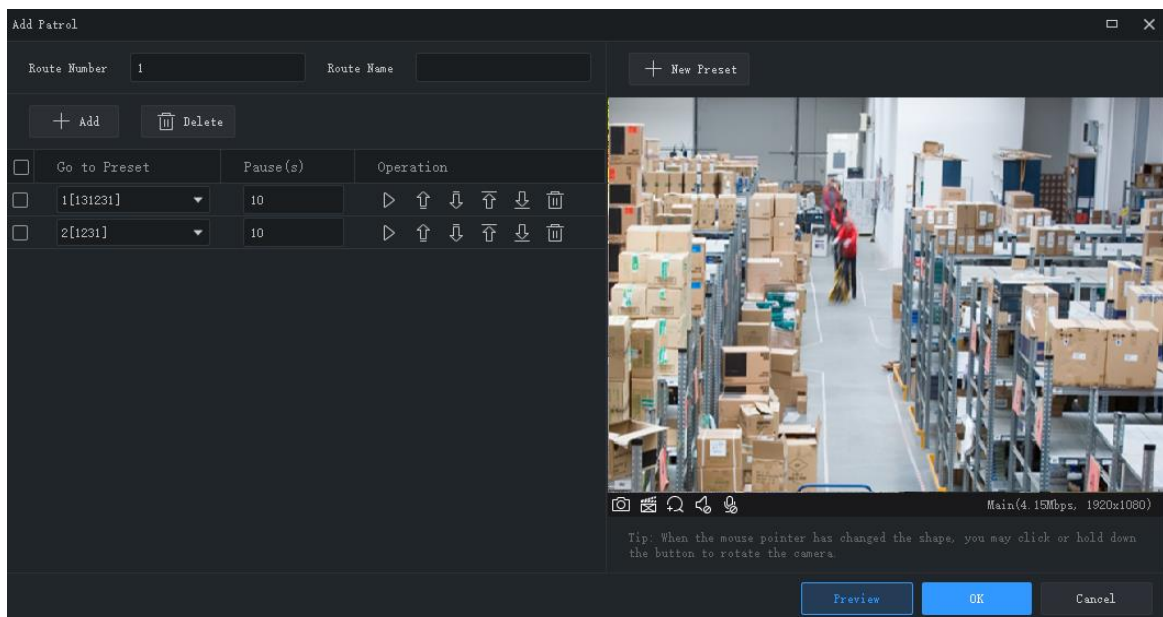 Add Patrol
Route Number 1 Route Name
New Preset
Add Delete
Go to Preset Pause(s) Operation
1[131231] 10
2[1231] 10
Main(4.15Mbps, 1920x1080)
Tip: When the mouse pointer has changed the shape, you may click or hold down
the button to rotate the camera.
Preview OK Cancel